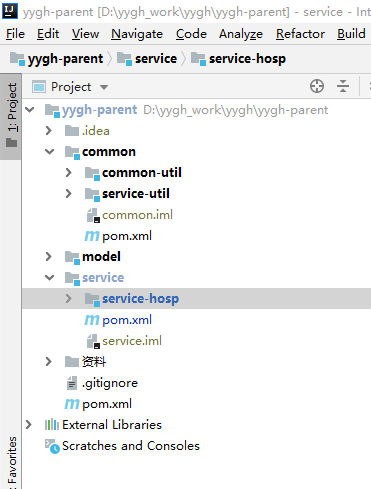 yygh-parent [D:\yygh_work\yygh\yygh-parent] - service - Int
File Edit View Navigate Code Analyze Refactor Build
yygh-parent service service-hosp
1: Project
Project
yygh-parent D:\yygh_work\yygh\yygh-parent
.idea
common
common-util
service-util
common.iml
pom.xml
model
service
service-hosp
pom.xml
service.iml
资料
.gitignore
pom.xml
External Libraries
Scratches and Consoles
Favorites